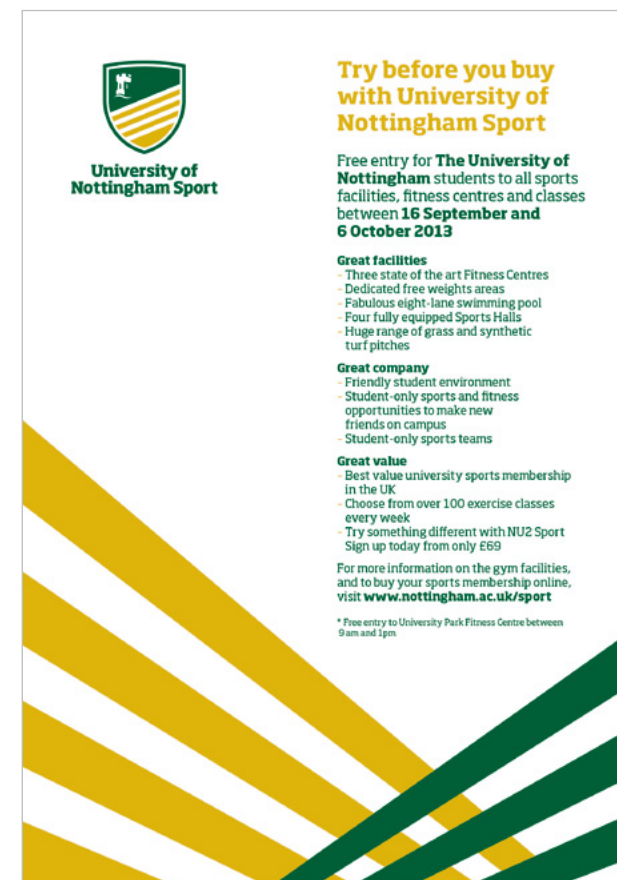 University of
Nottingham Sport
Try before you buy
with University of
Nottingham Sport
Free entry for The University of
Nottingham students to all sports
facilities, fitness centres and classes
between 16 September and
6 October 2013
Great facilities
- Three state of the art Fitness Centres
- Dedicated free weights areas
- Fabulous eight-lane swimming pool
- Four fully equipped Sports Halls
- Huge range of grass and synthetic
turf pitches
Great company
- Friendly student environment
- Student-only sports and fitness
opportunities to make new
friends on campus
- Student-only sports teams
Great value
- Best value university sports membership
in the UK
- Choose from over 100 exercise classes
every week
- Try something different with NU2 Sport
Sign up today from only £69
For more information on the gym facilities,
and to buy your sports membership online,
visit www.nottingham.ac.uk/sport
* Free entry to University Park Fitness Centre between
9am and 1pm